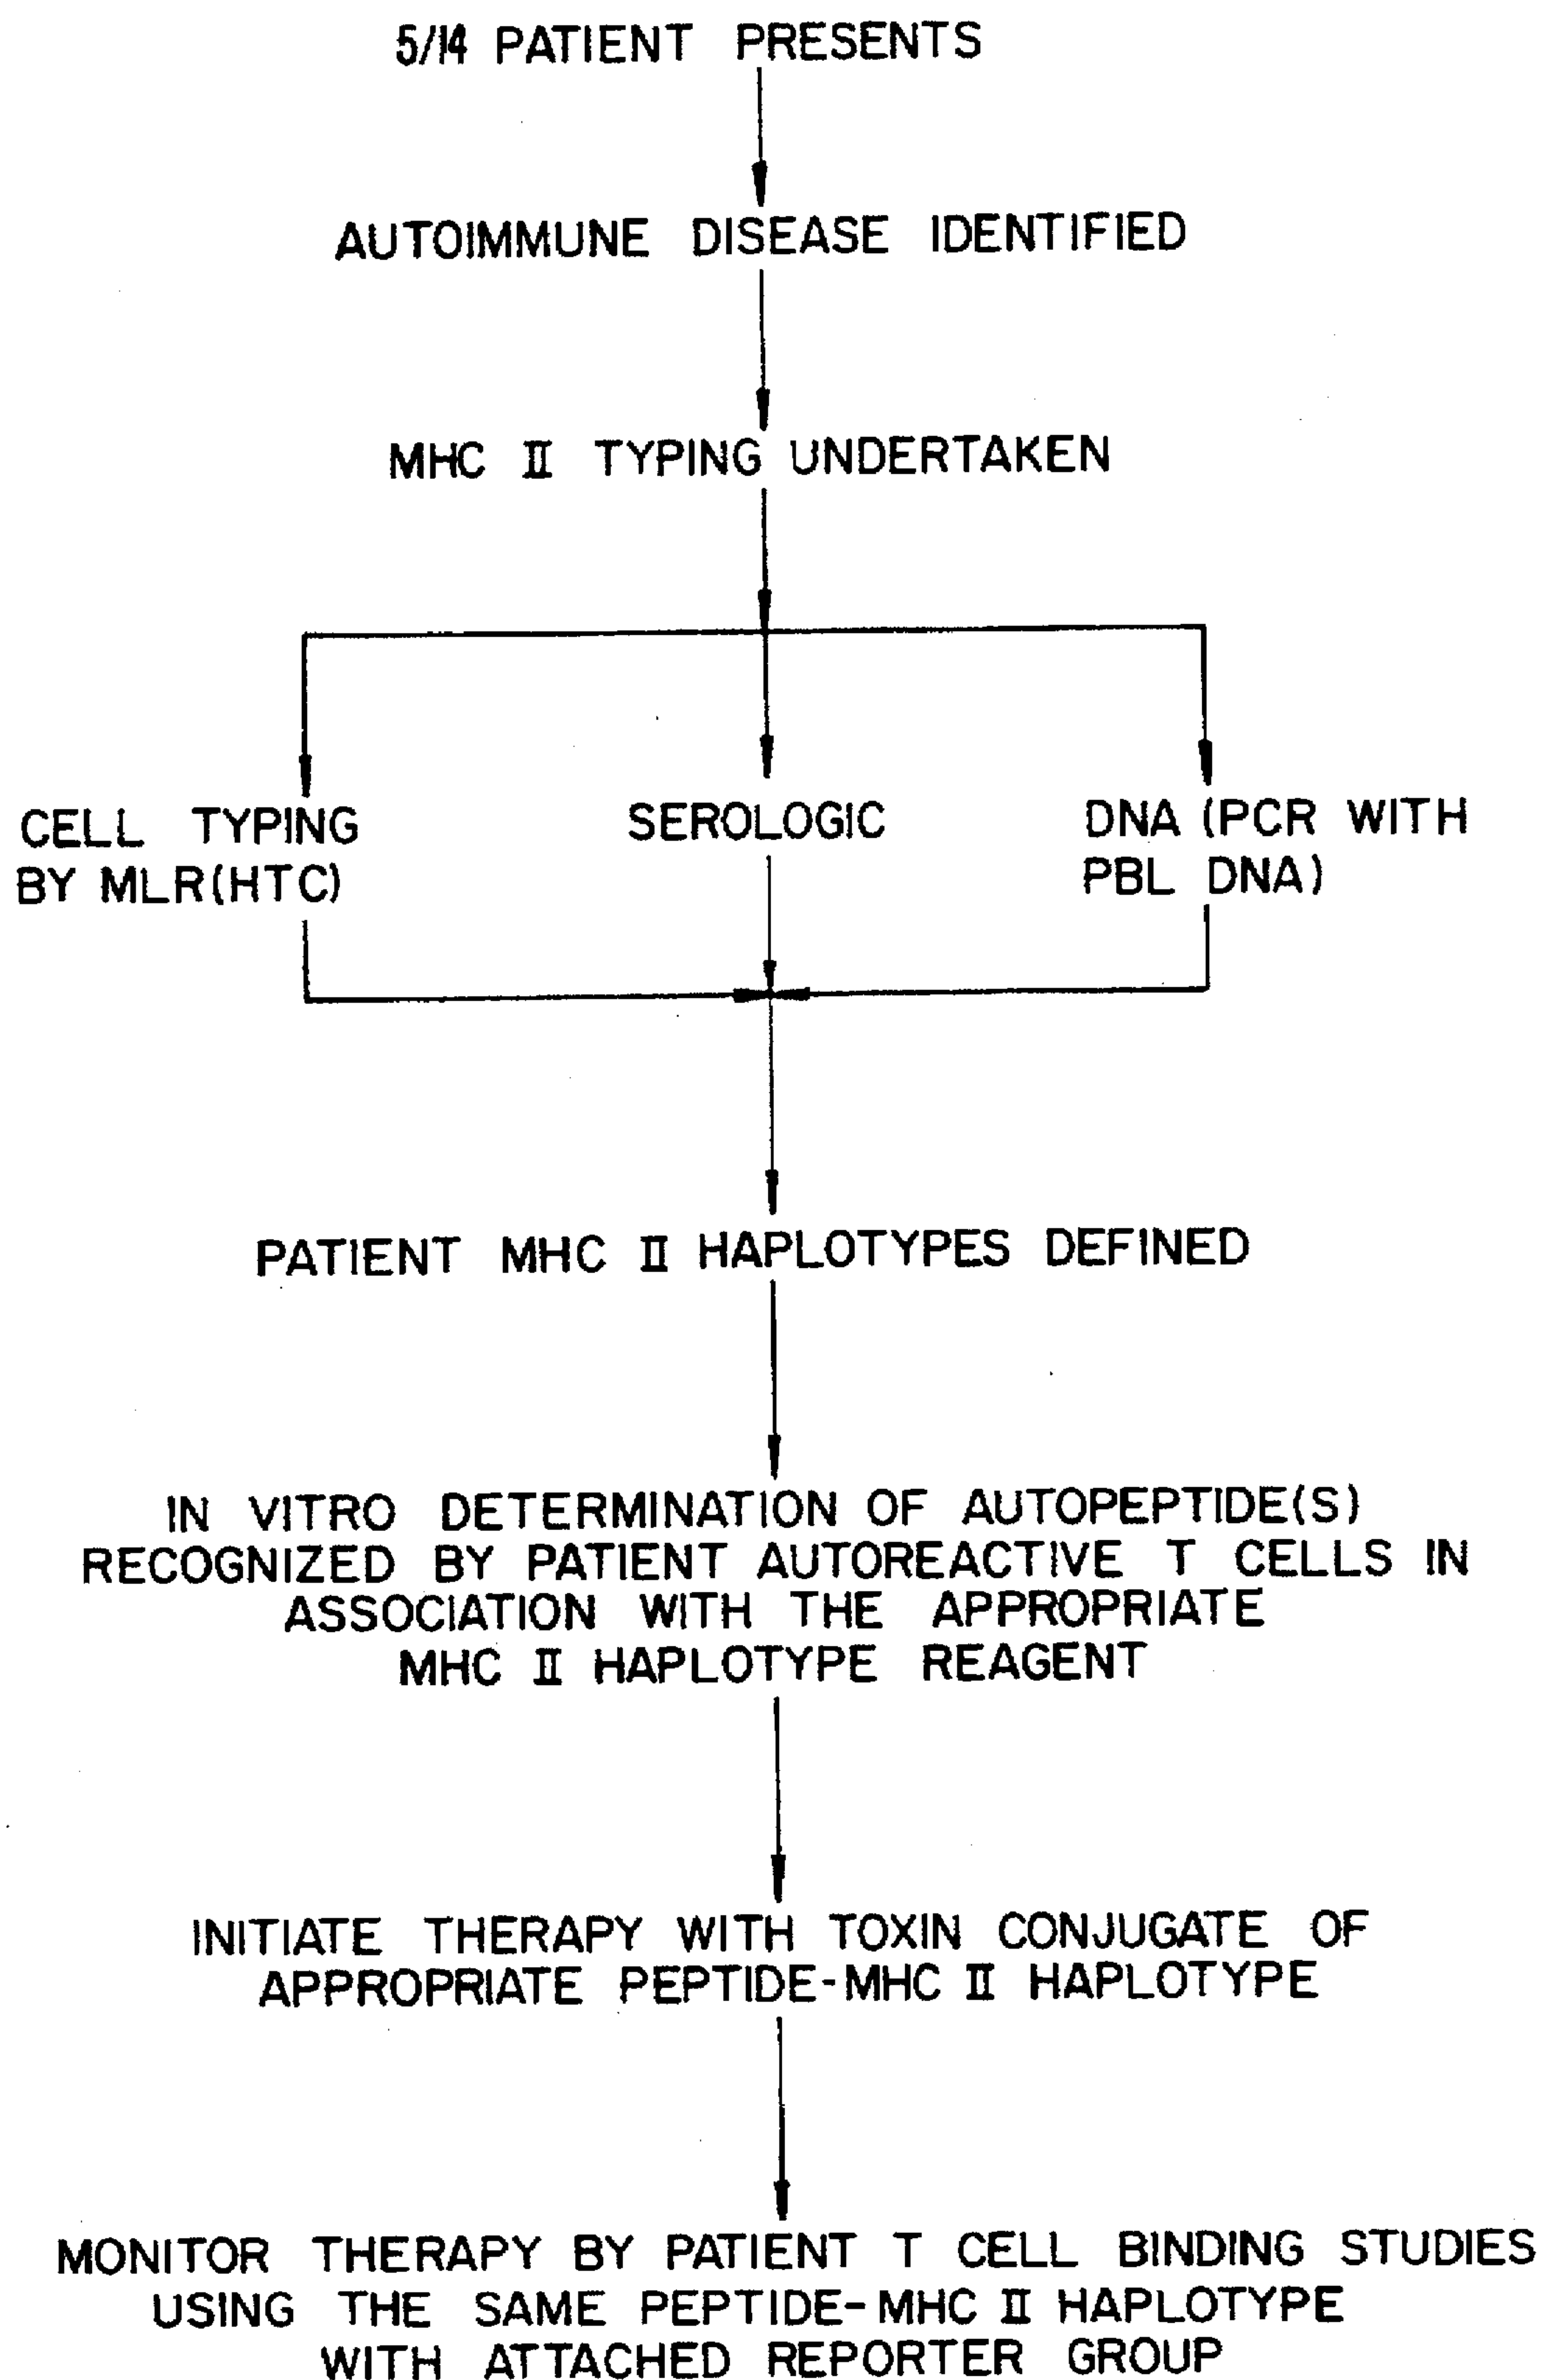 5/14 PATIENT PRESENTS
AUTOIMMUNE DISEASE IDENTIFIED
MHC II TYPING UNDERTAKEN
CELL TYPING
BY MLR(HTC)
SEROLOGIC
DNA (PCR WITH
PBL DNA)
PATIENT MHC II HAPLOTYPES DEFINED
IN VITRO DETERMINATION OF AUTOPEPTIDE(S)
RECOGNIZED BY PATIENT AUTOREACTIVE T CELLS IN
ASSOCIATION WITH THE APPROPRIATE
MHC II HAPLOTYPE REAGENT
INITIATE THERAPY WITH TOXIN CONJUGATE OF
APPROPRIATE PEPTIDE-MHC II HAPLOTYPE
MONITOR THERAPY BY PATIENT T CELL BINDING STUDIES
USING THE SAME PEPTIDE-MHC II HAPLOTYPE
WITH ATTACHED REPORTER GROUP